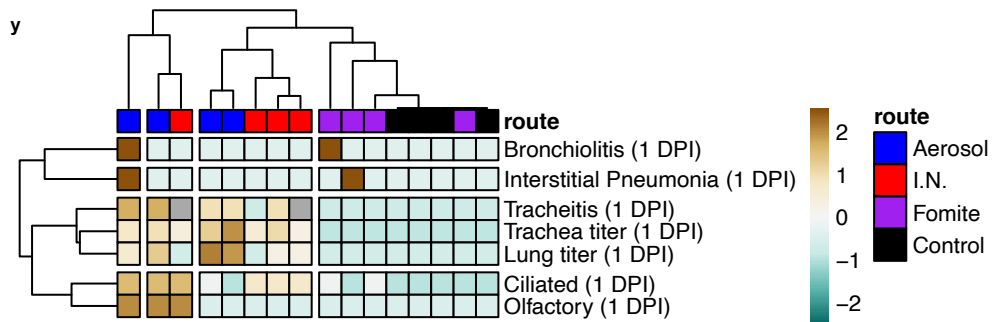 y
route
Bronchiolitis (1 DPI)
Interstitial Pneumonia (1 DPI)
Tracheitis (1 DPI)
Trachea titer (1 DPI)
Lung titer (1 DPI)
Ciliated (1 DPI)
Olfactory (1 DPI)
2
1
0
−1
−2
route
Aerosol
I.N.
Fomite
Control